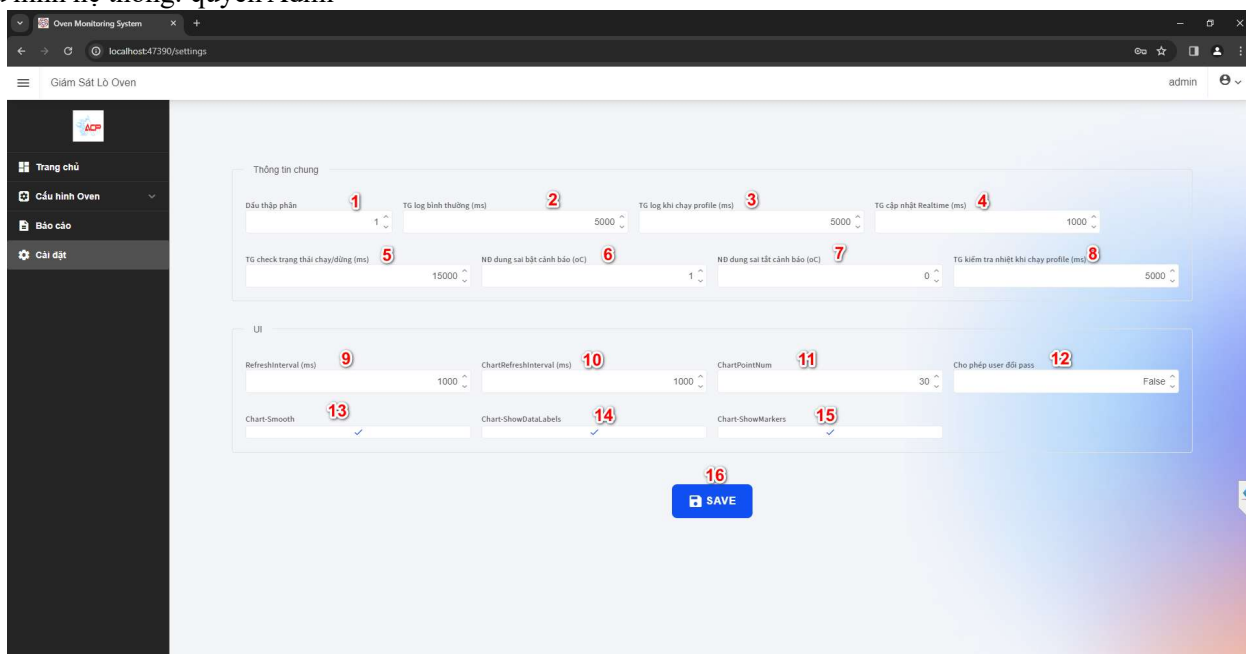 hình hệ thống: quyền Adm
Oven Monitoring System
localhost:47390/settings
Giám Sát Lò Oven
admin
ACP
Trang chủ
Cấu hình Oven
Báo cáo
Cài đặt
Thông tin chung
Dấu thập phân 1 TG log bình thường (ms) 2 TG log khi chạy profile (ms) 3 TG cập nhật Realtime (ms) 4
1 5000 5000 1000
TG check trạng thái chạy/dừng (ms) 5 NĐ dung sai bật cảnh báo (oC) 6 NĐ dung sai tắt cảnh báo (oC) 7 TG kiểm tra nhiệt khi chạy profile (ms) 8
15000 1 0 5000
UI
RefreshInterval (ms) 9 ChartRefreshInterval (ms) 10 ChartPointNum 11 Cho phép user đổi pass 12
1000 1000 30 False
Chart-Smooth 13 Chart-ShowDataLabels 14 Chart-ShowMarkers 15
16
SAVE